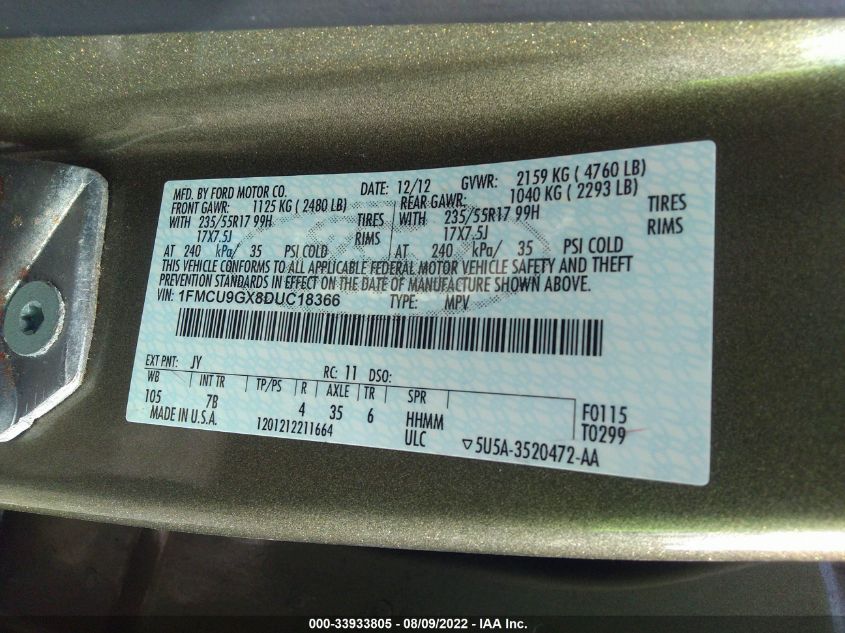 MFD. BY FORD MOTOR CO. DATE: 12/12 GVWR: 2159 KG ( 4760 LB)
FRONT GAWR: 1125 KG ( 2480 LB) REAR GAWR: 1040 KG ( 2293 LB)
WITH 235/55R17 99H TIRES WITH 235/55R17 99H TIRES
17X7.5J RIMS 17X7.5J RIMS
AT 240 kPa/ 35 PSI COLD AT 240 kPa/ 35 PSI COLD
THIS VEHICLE CONFORMS TO ALL APPLICABLE FEDERAL MOTOR VEHICLE SAFETY AND THEFT
PREVENTION STANDARDS IN EFFECT ON THE DATE OF MANUFACTURE SHOWN ABOVE.
VIN: 1FMCU9GX8DUC18366 TYPE: MPV
EXT PNT: JY RC: 11 DSO:
WB INT TR TP/PS R AXLE TR SPR
105 7B 4 35 6 HHMM F0115
MADE IN U.S.A. 1201212211664 ULC T0299
▽5U5A-3520472-AA
000-33933805 - 08/09/2022 - IAA Inc.